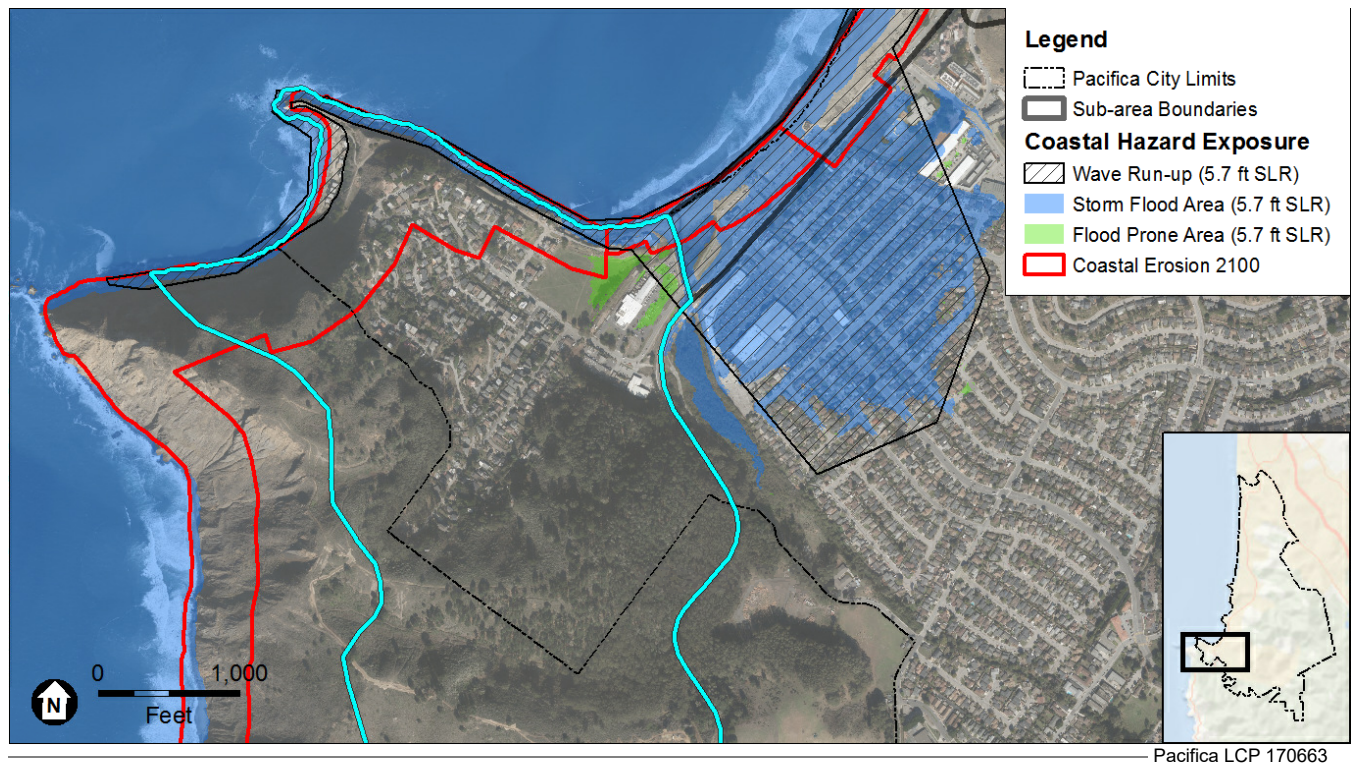 Legend
Pacifica City Limits
Sub-area Boundaries
Coastal Hazard Exposure
Wave Run-up (5.7 ft SLR)
Storm Flood Area (5.7 ft SLR)
Flood Prone Area (5.7 ft SLR)
Coastal Erosion 2100
0 1,000
Feet
N
Pacifica LCP 170663